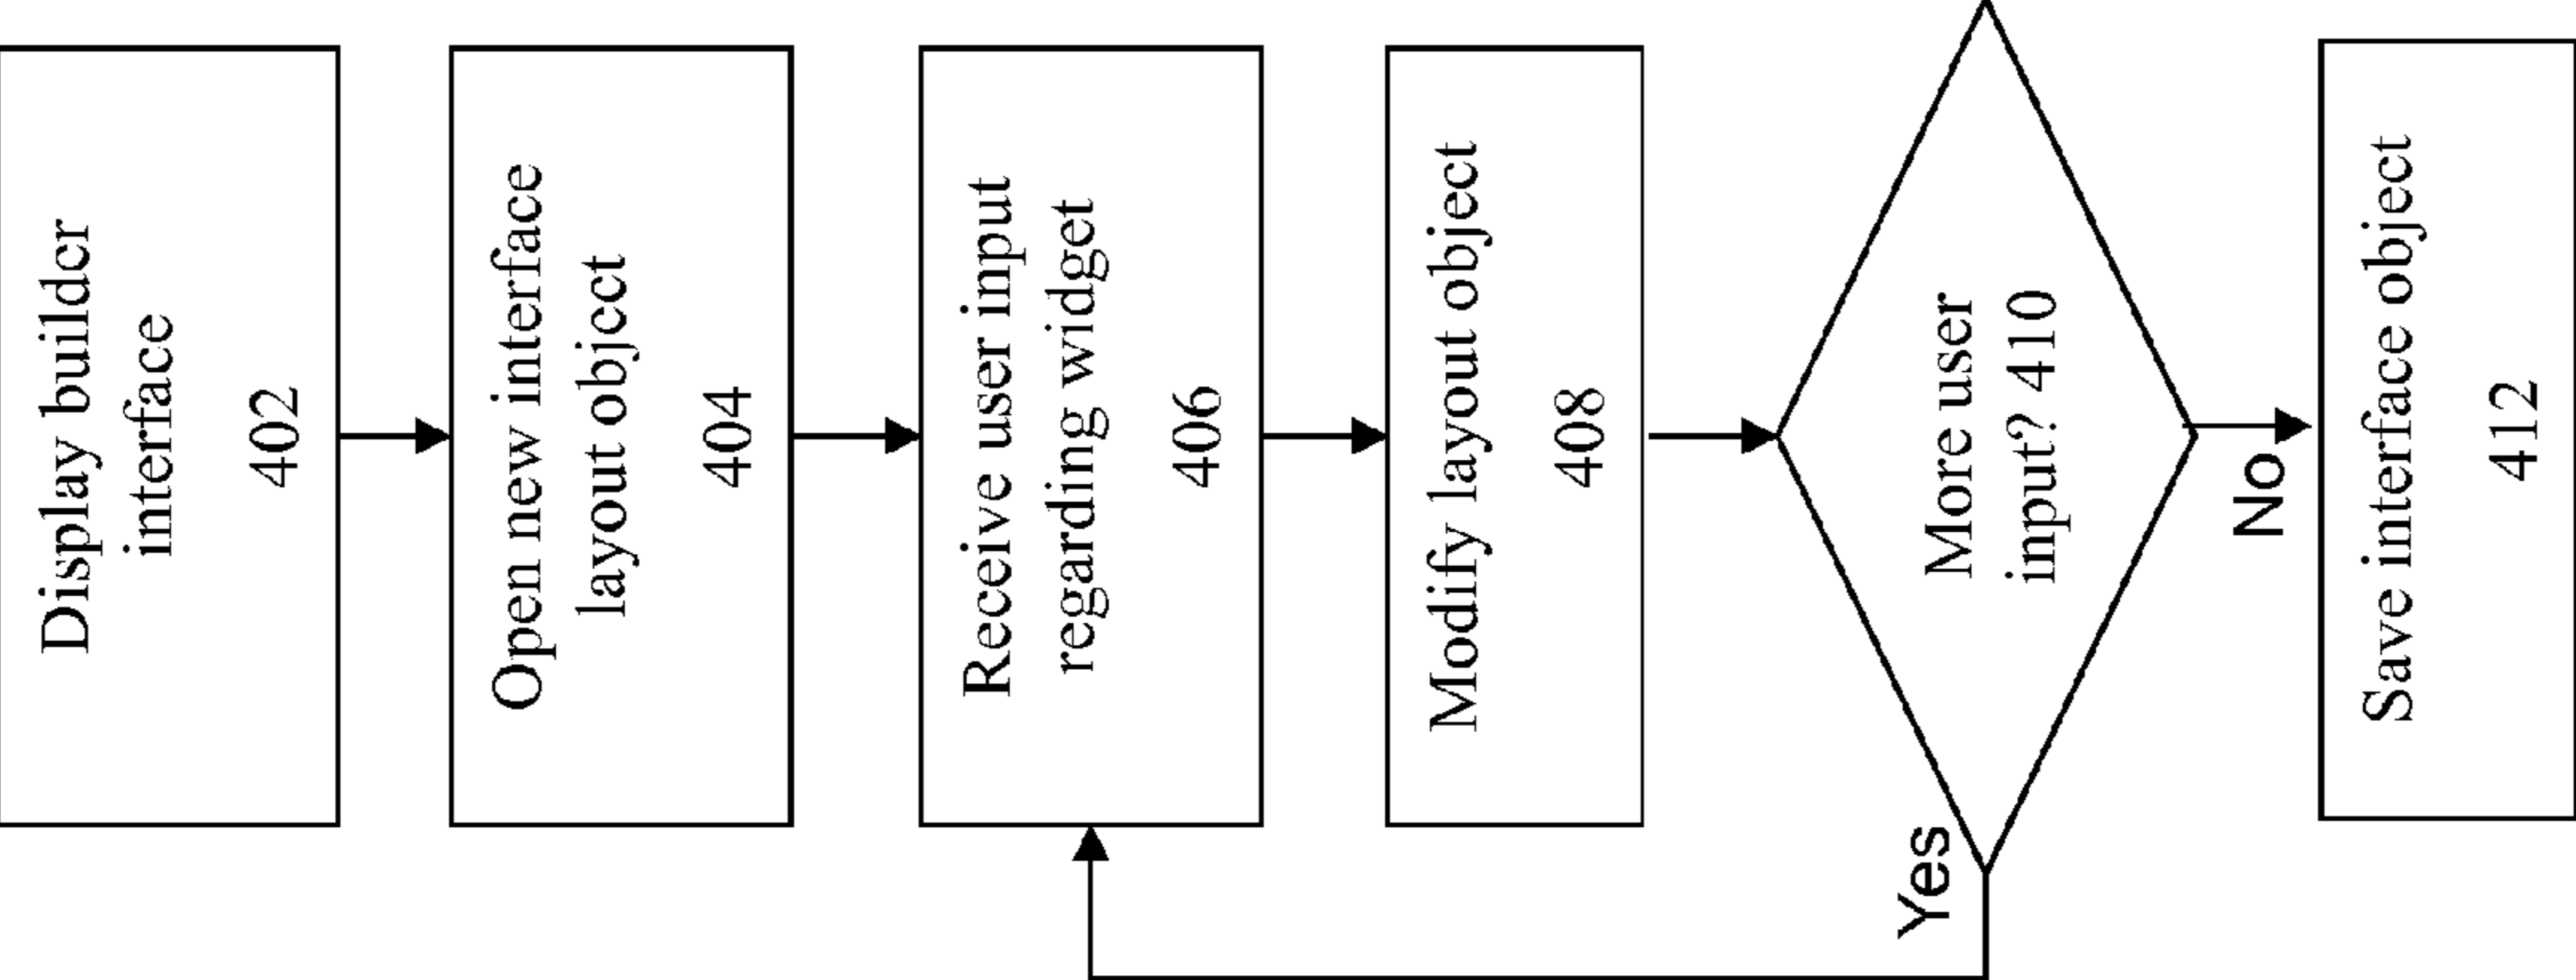 Display builder
interface
402
Open new interface
layout object
404
Receive user input
regarding widget
406
Modify layout object
408
More user
input? 410
Yes
No
Save interface object
412